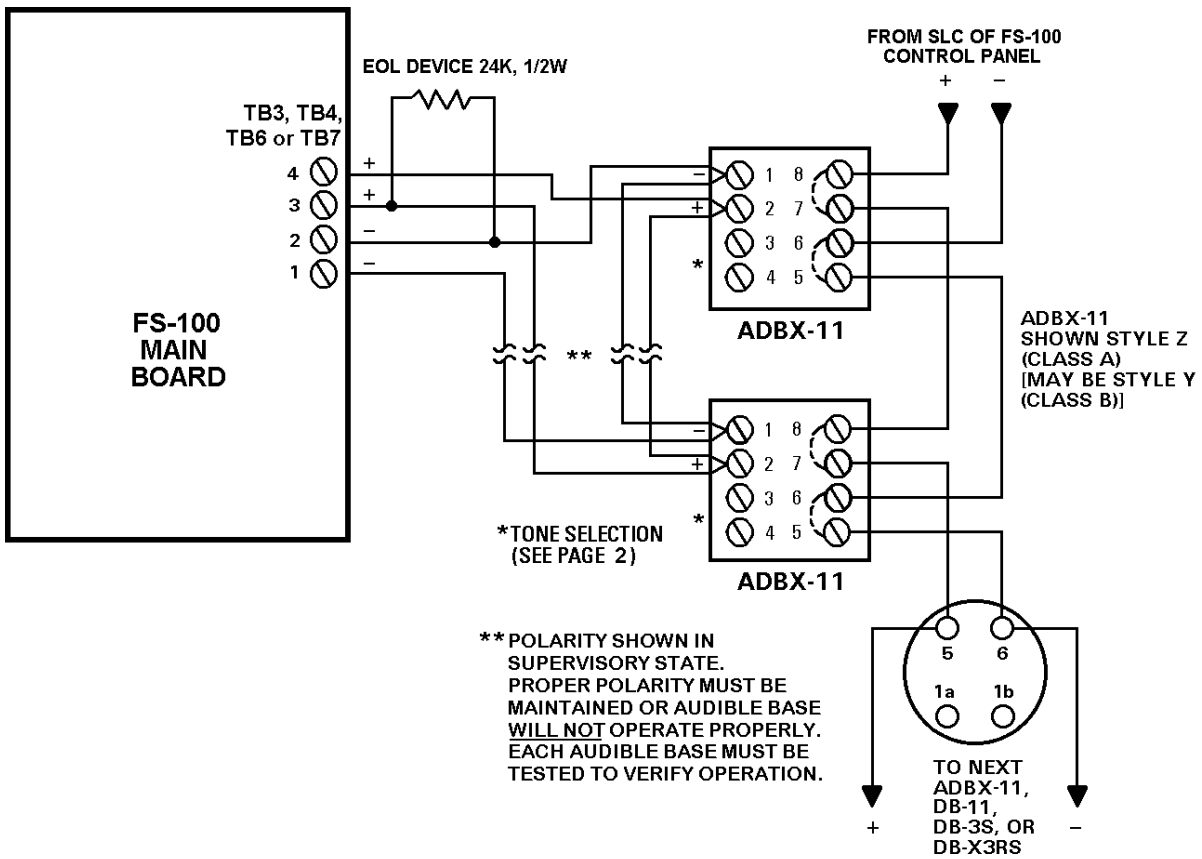 FROM SLC OF FS-100
CONTROL PANEL
+ −
EOL DEVICE 24K, 1/2W
TB3, TB4,
TB6 or TB7
4 +
3 +
2 −
1 −
FS-100
MAIN
BOARD
− 1 8
+ 2 7
3 6
* 4 5
ADBX-11
**
ADBX-11
SHOWN STYLE Z
(CLASS A)
[MAY BE STYLE Y
(CLASS B)]
− 1 8
+ 2 7
3 6
* 4 5
ADBX-11
*TONE SELECTION
(SEE PAGE 2)
**POLARITY SHOWN IN
SUPERVISORY STATE.
PROPER POLARITY MUST BE
MAINTAINED OR AUDIBLE BASE
WILL NOT OPERATE PROPERLY.
EACH AUDIBLE BASE MUST BE
TESTED TO VERIFY OPERATION.
5 6
1a 1b
+ −
TO NEXT
ADBX-11,
DB-11,
DB-3S, OR
DB-X3RS